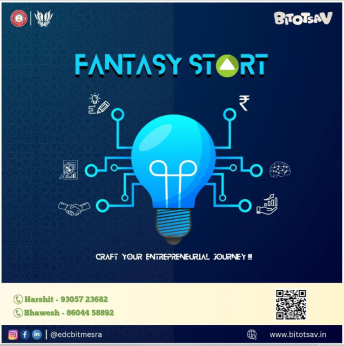 BITOTSAV
FANTASY START
₹
CRAFT YOUR ENTREPRENEURIAL JOURNEY!!!
Harshit - 93057 23682
Bhawesh - 86044 58892
@edcbitmesra
www.bitotsav.in